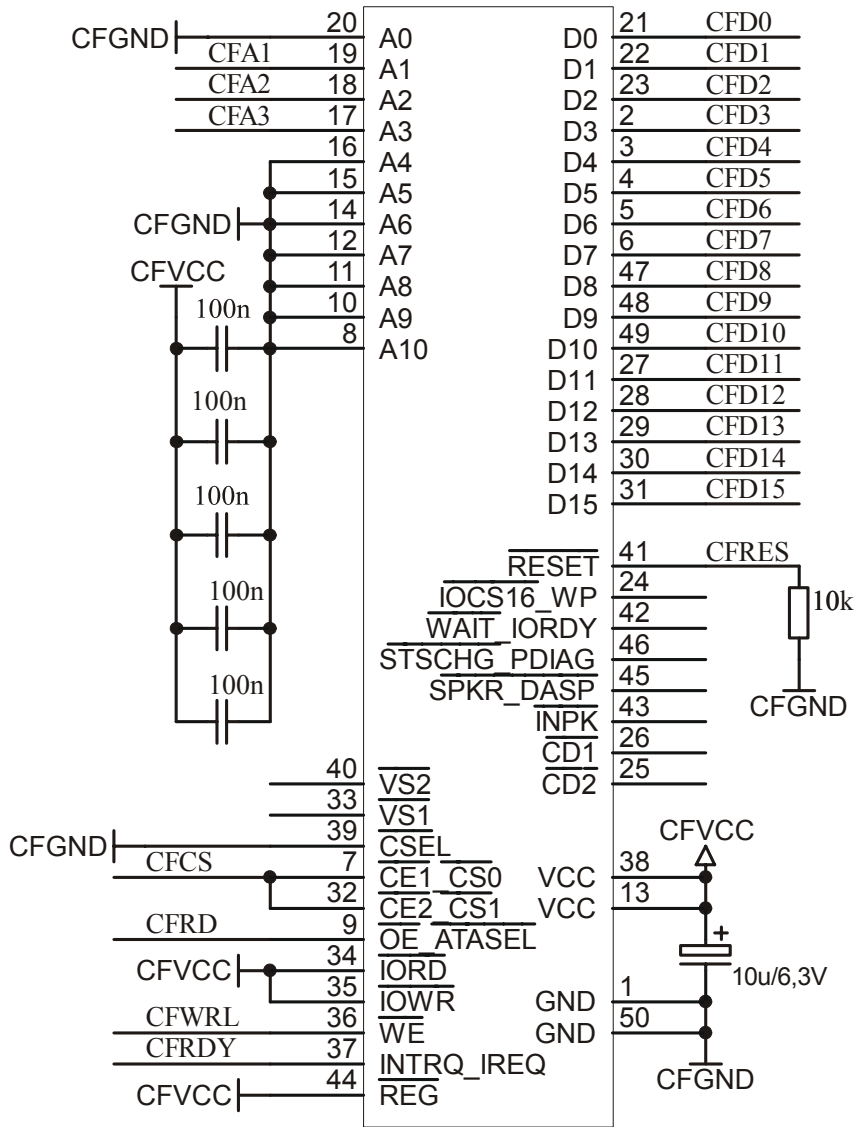 CFGND 20 A0 D0 21 CFD0
CFA1 19 A1 D1 22 CFD1
CFA2 18 A2 D2 23 CFD2
CFA3 17 A3 D3 2 CFD3
16 A4 D4 3 CFD4
15 A5 D5 4 CFD5
CFGND 14 A6 D6 5 CFD6
12 A7 D7 6 CFD7
CFVCC 11 A8 D8 47 CFD8
100n 10 A9 D9 48 CFD9
8 A10 D10 49 CFD10
D11 27 CFD11
100n D12 28 CFD12
D13 29 CFD13
D14 30 CFD14
100n D15 31 CFD15
RESET 41 CFRES
100n IOCS16_WP 24 10k
WAIT_IORDY 42
STSCHG_PDIAG 46
100n SPKR_DASP 45
INPK 43 CFGND
CD1 26
40 VS2 CD2 25
33 VS1
CFGND 39 CSEL CFVCC
CFCS 7 CE1_CS0 VCC 38
32 CE2_CS1 VCC 13
CFRD 9 OE_ATASEL +
CFVCC 34 IORD 10u/6,3V
35 IOWR GND 1
CFWRL 36 WE GND 50
CFRDY 37 INTRQ_IREQ CFGND
CFVCC 44 REG